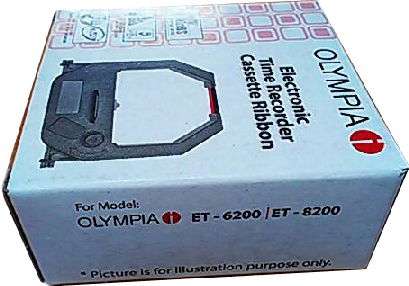 OLYMPIA
Electronic
Time Recorder
Cassette Ribbon
For Model:
OLYMPIA ET - 6200 / ET - 8200
* Picture is for illustration purpose only.